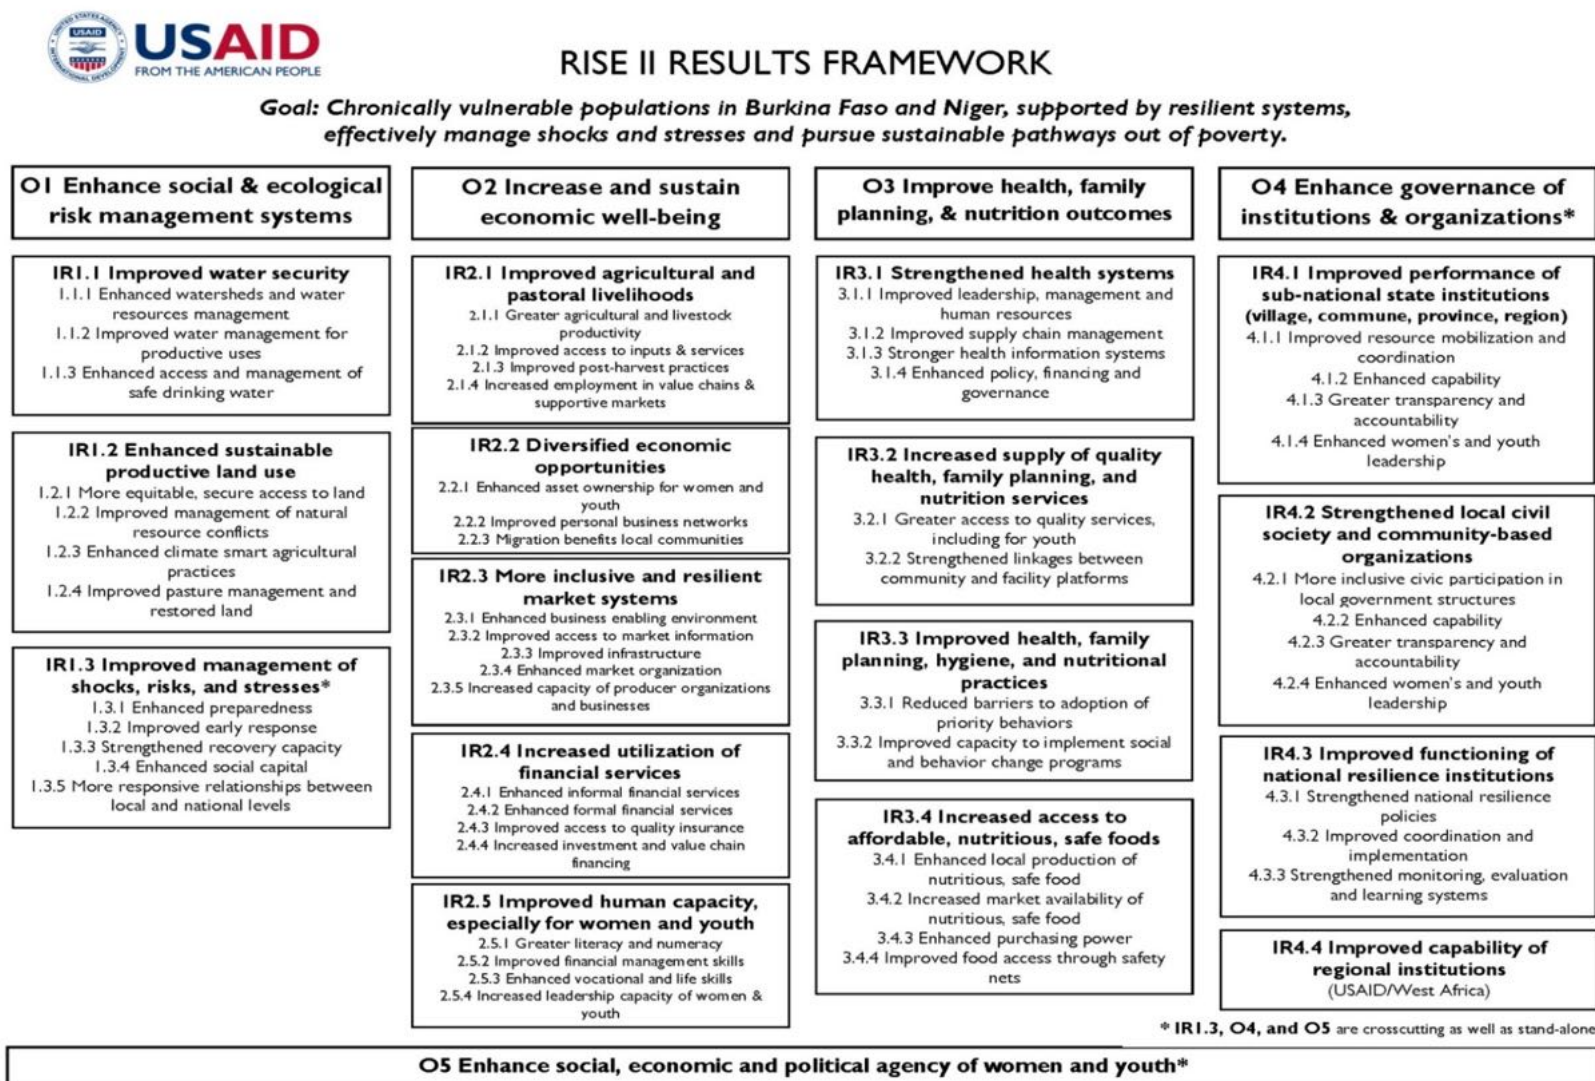 UNITED STATES AGENCY
USAID
INTERNATIONAL DEVELOPMENT
USAID
FROM THE AMERICAN PEOPLE
RISE II RESULTS FRAMEWORK
Goal: Chronically vulnerable populations in Burkina Faso and Niger, supported by resilient systems,
effectively manage shocks and stresses and pursue sustainable pathways out of poverty.
O1 Enhance social & ecological
risk management systems
IR1.1 Improved water security
1.1.1 Enhanced watersheds and water
resources management
1.1.2 Improved water management for
productive uses
1.1.3 Enhanced access and management of
safe drinking water
IR1.2 Enhanced sustainable
productive land use
1.2.1 More equitable, secure access to land
1.2.2 Improved management of natural
resource conflicts
1.2.3 Enhanced climate smart agricultural
practices
1.2.4 Improved pasture management and
restored land
IR1.3 Improved management of
shocks, risks, and stresses*
1.3.1 Enhanced preparedness
1.3.2 Improved early response
1.3.3 Strengthened recovery capacity
1.3.4 Enhanced social capital
1.3.5 More responsive relationships between
local and national levels
O2 Increase and sustain
economic well-being
IR2.1 Improved agricultural and
pastoral livelihoods
2.1.1 Greater agricultural and livestock
productivity
2.1.2 Improved access to inputs & services
2.1.3 Improved post-harvest practices
2.1.4 Increased employment in value chains &
supportive markets
IR2.2 Diversified economic
opportunities
2.2.1 Enhanced asset ownership for women and
youth
2.2.2 Improved personal business networks
2.2.3 Migration benefits local communities
IR2.3 More inclusive and resilient
market systems
2.3.1 Enhanced business enabling environment
2.3.2 Improved access to market information
2.3.3 Improved infrastructure
2.3.4 Enhanced market organization
2.3.5 Increased capacity of producer organizations
and businesses
IR2.4 Increased utilization of
financial services
2.4.1 Enhanced informal financial services
2.4.2 Enhanced formal financial services
2.4.3 Improved access to quality insurance
2.4.4 Increased investment and value chain
financing
IR2.5 Improved human capacity,
especially for women and youth
2.5.1 Greater literacy and numeracy
2.5.2 Improved financial management skills
2.5.3 Enhanced vocational and life skills
2.5.4 Increased leadership capacity of women &
youth
O3 Improve health, family
planning, & nutrition outcomes
IR3.1 Strengthened health systems
3.1.1 Improved leadership, management and
human resources
3.1.2 Improved supply chain management
3.1.3 Stronger health information systems
3.1.4 Enhanced policy, financing and
governance
IR3.2 Increased supply of quality
health, family planning, and
nutrition services
3.2.1 Greater access to quality services,
including for youth
3.2.2 Strengthened linkages between
community and facility platforms
IR3.3 Improved health, family
planning, hygiene, and nutritional
practices
3.3.1 Reduced barriers to adoption of
priority behaviors
3.3.2 Improved capacity to implement social
and behavior change programs
IR3.4 Increased access to
affordable, nutritious, safe foods
3.4.1 Enhanced local production of
nutritious, safe food
3.4.2 Increased market availability of
nutritious, safe food
3.4.3 Enhanced purchasing power
3.4.4 Improved food access through safety
nets
O4 Enhance governance of
institutions & organizations*
IR4.1 Improved performance of
sub-national state institutions
(village, commune, province, region)
4.1.1 Improved resource mobilization and
coordination
4.1.2 Enhanced capability
4.1.3 Greater transparency and
accountability
4.1.4 Enhanced women's and youth
leadership
IR4.2 Strengthened local civil
society and community-based
organizations
4.2.1 More inclusive civic participation in
local government structures
4.2.2 Enhanced capability
4.2.3 Greater transparency and
accountability
4.2.4 Enhanced women's and youth
leadership
IR4.3 Improved functioning of
national resilience institutions
4.3.1 Strengthened national resilience
policies
4.3.2 Improved coordination and
implementation
4.3.3 Strengthened monitoring, evaluation
and learning systems
IR4.4 Improved capability of
regional institutions
(USAID/West Africa)
* IR1.3, O4, and O5 are crosscutting as well as stand-alone
O5 Enhance social, economic and political agency of women and youth*